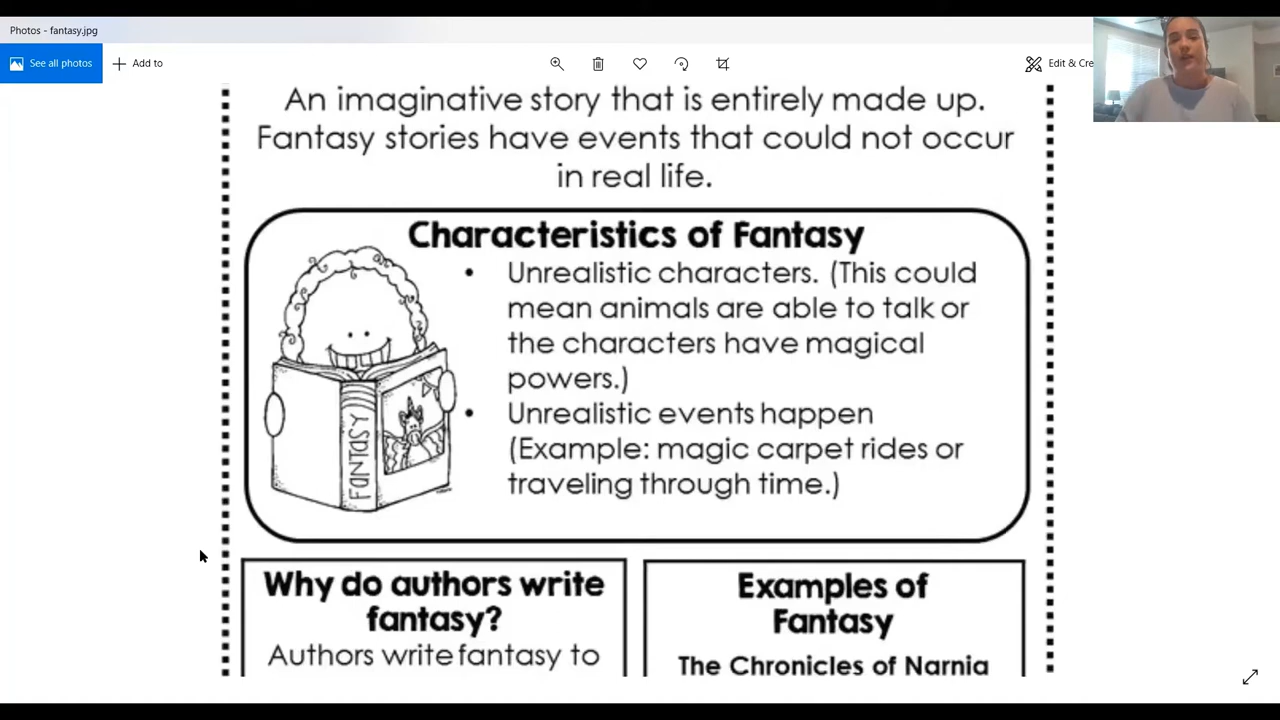 Photos - fantasy.jpg
See all photos
Add to
Edit & Cre
An imaginative story that is entirely made up.
Fantasy stories have events that could not occur
in real life.
Characteristics of Fantasy
• Unrealistic characters. (This could
mean animals are able to talk or
the characters have magical
powers.)
• Unrealistic events happen
(Example: magic carpet rides or
traveling through time.)
FANTASY
Why do authors write
fantasy?
Authors write fantasy to
Examples of
Fantasy
The Chronicles of Narnia